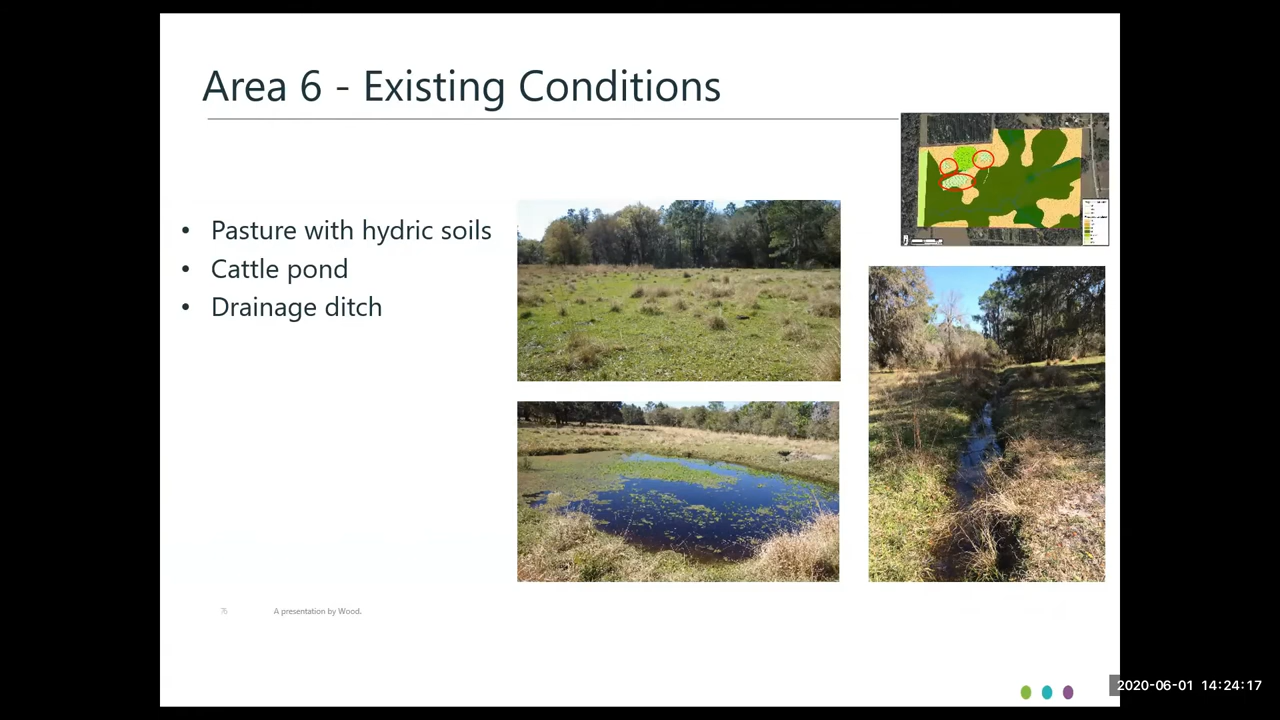 Area 6 - Existing Conditions
• Pasture with hydric soils
• Cattle pond
• Drainage ditch
76
A presentation by Wood.
2020-06-01 14:24:17